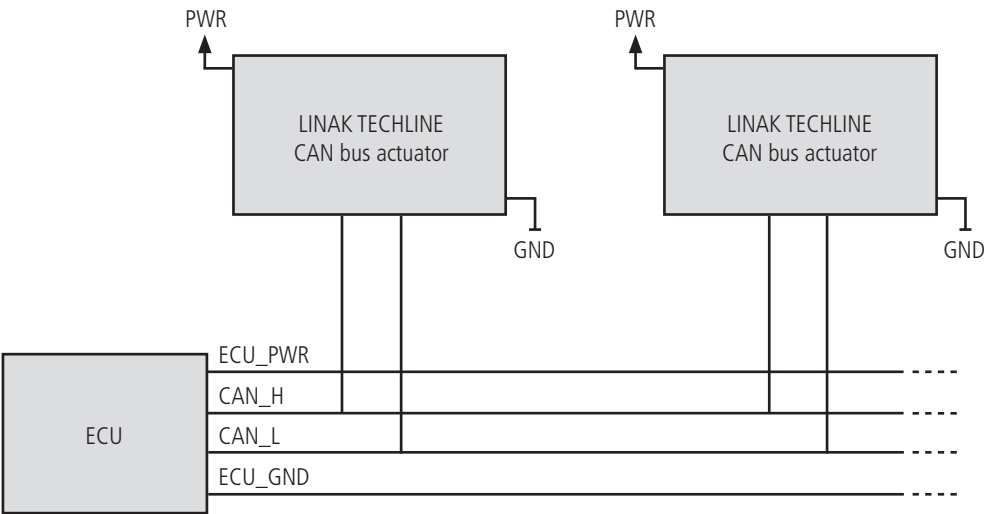 PWR
PWR
LINAK TECHLINE
CAN bus actuator
LINAK TECHLINE
CAN bus actuator
GND
GND
ECU
ECU_PWR
CAN_H
CAN_L
ECU_GND